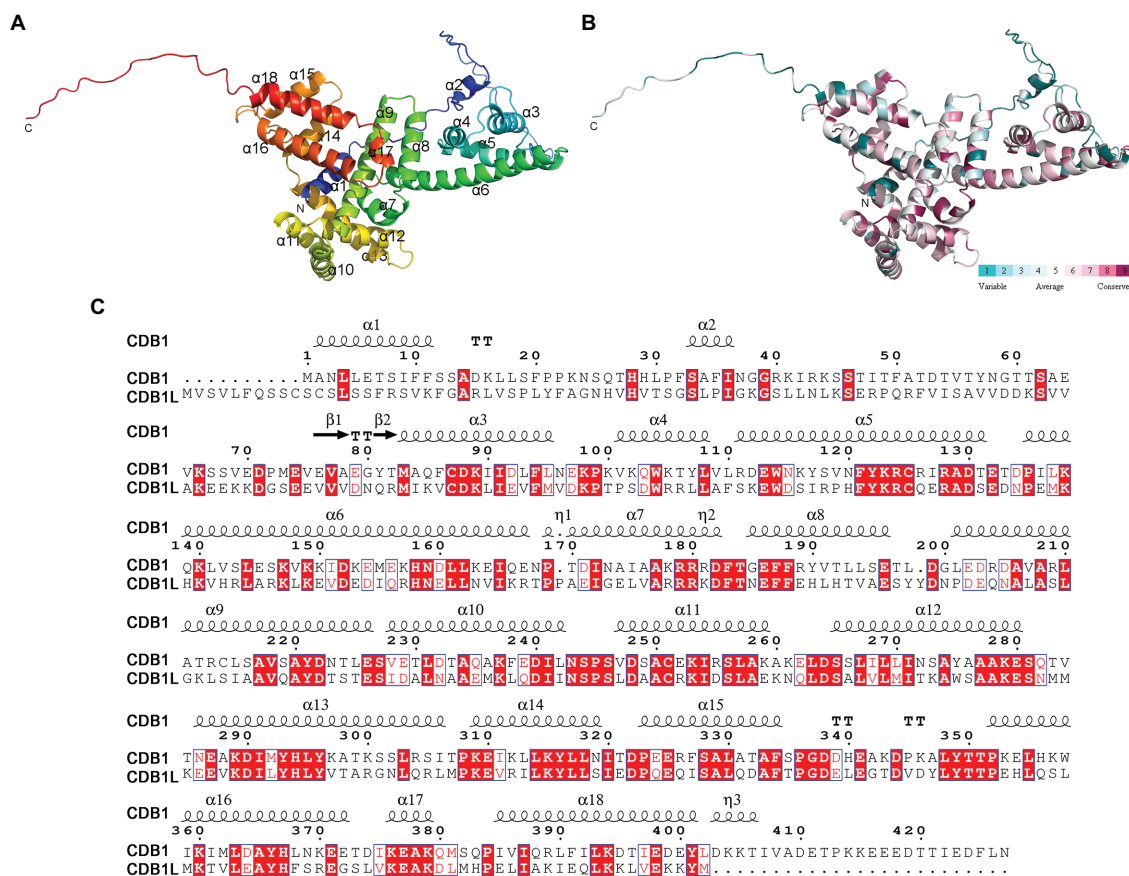 A
B
α18 α15 α9 α2 α3 α4 α14 α16 α17 α8 α5 α1 α6 α7 α11 α12 α13 α10
C
N
C
N
1 2 3 4 5 6 7 8 9
Variable Average Conserve
C
CDB1 α1 TT α2
1 10 20 30 40 50 60
CDB1 ..........MANLLETSIFFSSADKLLSFPPKNSQTHHLPFSAFINGGRKIRKSSTITFATDTVTYNGTTSAE
CDB1L MVSVLFQSSCSCSLSSFRSVKFGARLVSPLYFAGNHVHVTSGSLPIGKGSLLNLKSERPQRFVISAVVDDKSVV
CDB1 β1 TT β2 α3 α4 α5
70 80 90 100 110 120 130
CDB1 VKSSVEDPMEVEVAEGYTMAQFCDKIIDLFLNEKPKVKQWKTYLVLRDEWNKYSVNFYKRCRIRADTETDPILK
CDB1L AKEEKKDGSEEVVVDNQRMIKVCDKLIEVFMVDKPTPSDWRRLLAFSKEWDSIRPHFYKRCQERADSEDNPEMK
CDB1 α6 η1 α7 η2 α8
140 150 160 170 180 190 200 210
CDB1 QKLVSLESKVKKIDKEMEKHNDLLKEIQENP.TDINAIAAKRRRDFTGEFFRYVTLLSETL.DGLEDRDAVARL
CDB1L HKVHRLARKLKEVDEDIQRHNELLNVIKRTPPAEIGELVARRRKDFTNEFFEHLHTVAESYYDNPDEQNALASL
CDB1 α9 α10 α11 α12
220 230 240 250 260 270 280
CDB1 ATRCLSAVSAYDNTLESVETLDTAQAKFEDILNSPSVDSACEKIRSLAKAKELDSSLILLINSAYAAAKESQTV
CDB1L GKLSIAAVQAYDTSTESIDALNAAEMKLQDIINSPSLDAACRKIDSLAEKNQLDSALVLMITKAWSAAKESNMM
CDB1 α13 α14 α15 TT TT
290 300 310 320 330 340 350
CDB1 TNEAKDIMYHLYKATKSSLRSITPKEIKLLKYLLNITDPEERFSALATAFSPGDDHEAKDPKALYTTPKELHKW
CDB1L KEEVKDILYHLYVTARGNLQRLMPKEVRILKYLLSIEDPQEQISALQDAFTPGDELEGTDVDYLYTTPEHLQSL
CDB1 α16 α17 α18 η3
360 370 380 390 400 410 420
CDB1 IKIMLDAYHLNKEETDIKEAKQMSQPIVIQRLFILKDTIEDEYLDKKTIVADETPKKEEEDTTIEDFLN
CDB1L MKTVLEAYHFSREGSLVKEAKDLMHPELIAKIEQLKKLVEKKYM.........................